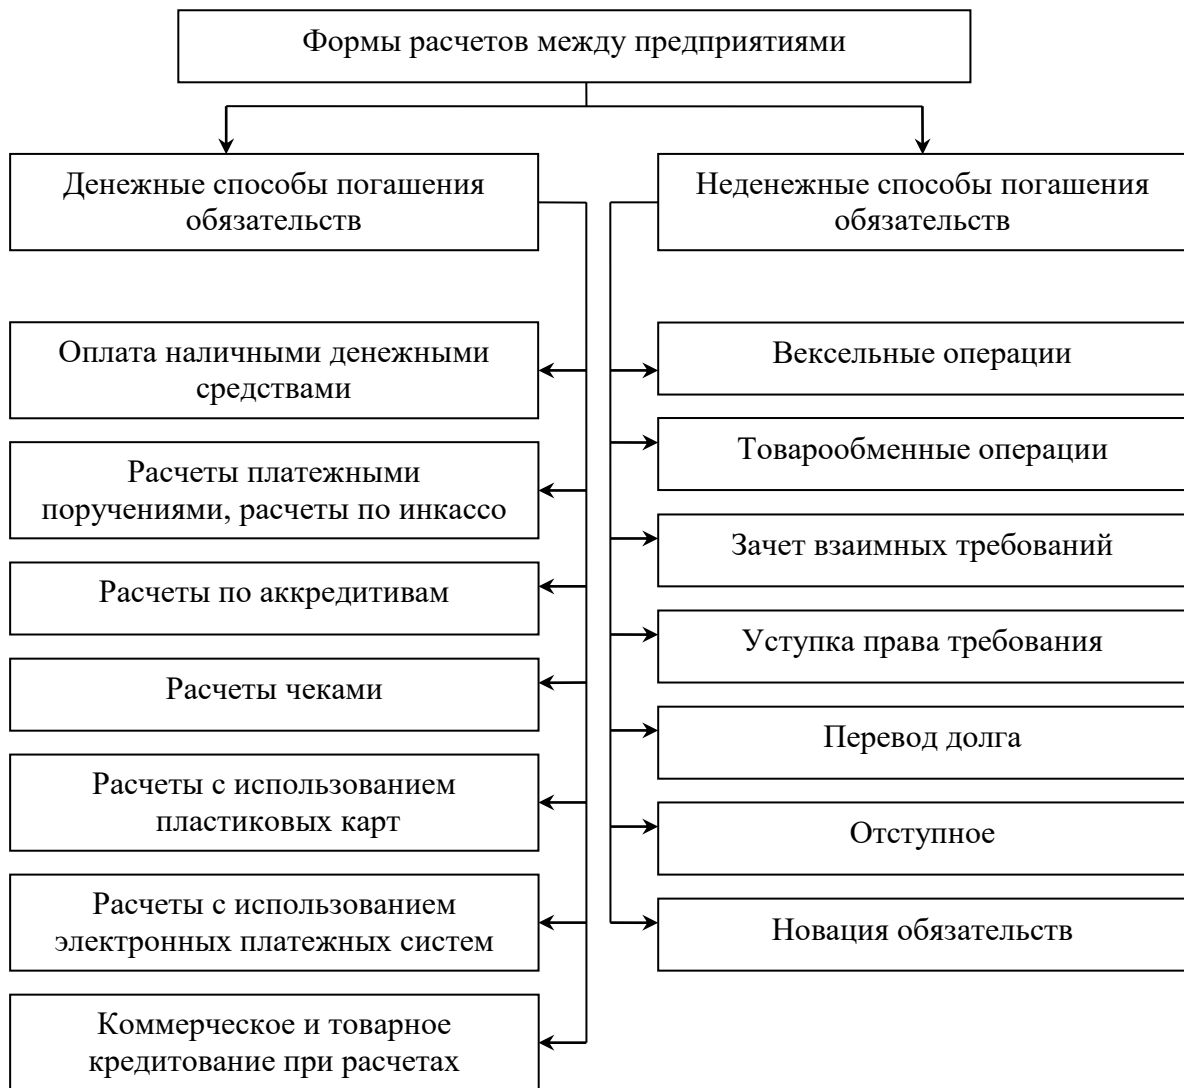 Формы расчетов между предприятиями
Денежные способы погашения
обязательств
Неденежные способы погашения
обязательств
Оплата наличными денежными
средствами
Расчеты платежными
поручениями, расчеты по инкассо
Расчеты по аккредитивам
Расчеты чеками
Расчеты с использованием
пластиковых карт
Расчеты с использованием
электронных платежных систем
Коммерческое и товарное
кредитование при расчетах
Вексельные операции
Товарообменные операции
Зачет взаимных требований
Уступка права требования
Перевод долга
Отступное
Новация обязательств